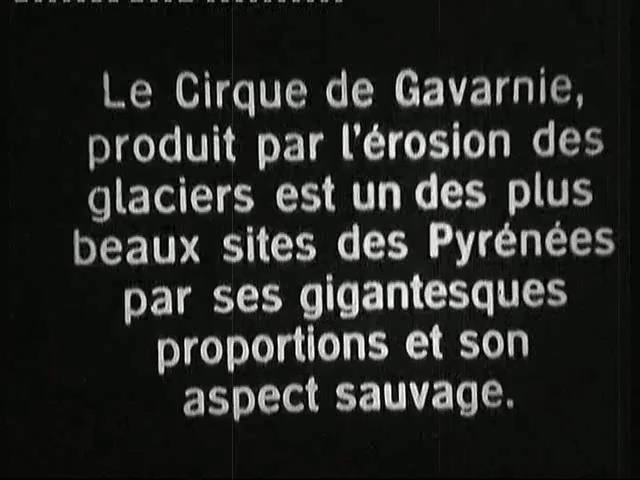 Le Cirque de Gavarnie,
produit par l'érosion des
glaciers est un des plus
beaux sites des Pyrénées
par ses gigantesques
proportions et son
aspect sauvage.